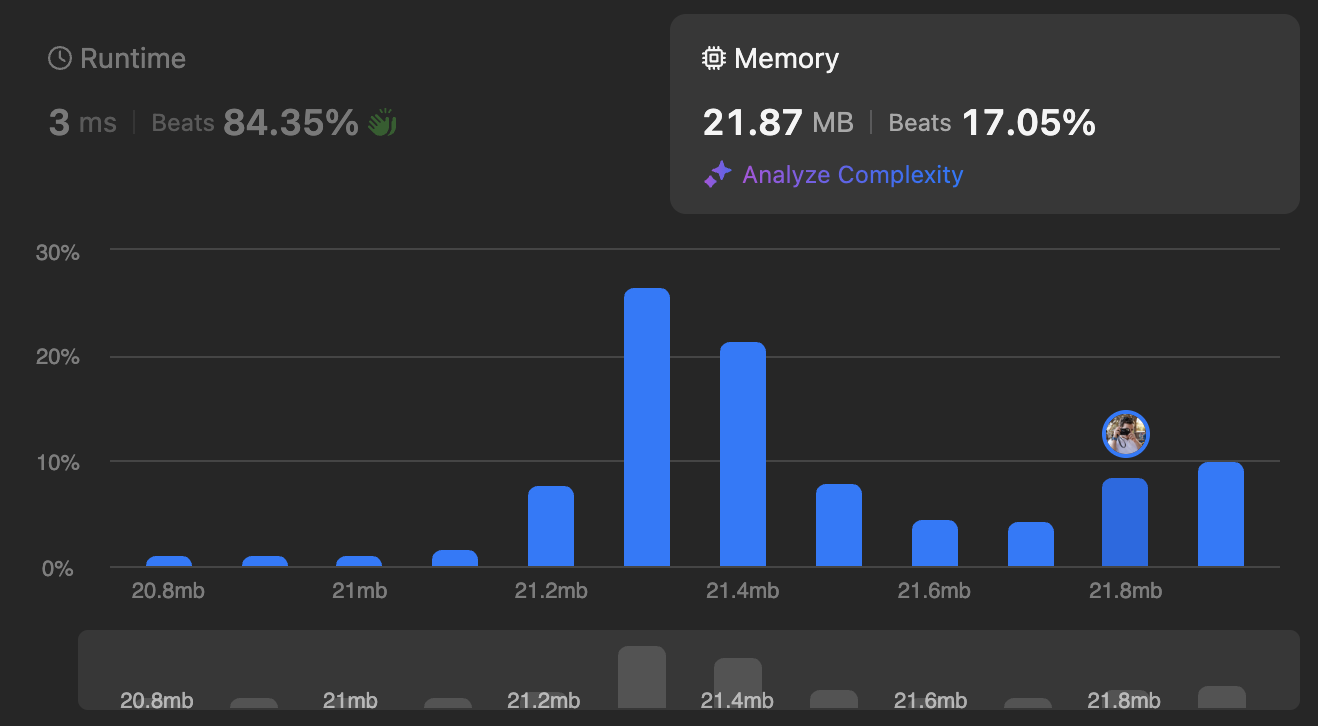 Runtime
3 ms | Beats 84.35%
Memory
21.87 MB | Beats 17.05%
Analyze Complexity
30%
20%
10%
0%
20.8mb 21mb 21.2mb 21.4mb 21.6mb 21.8mb
20.8mb 21mb 21.2mb 21.4mb 21.6mb 21.8mb